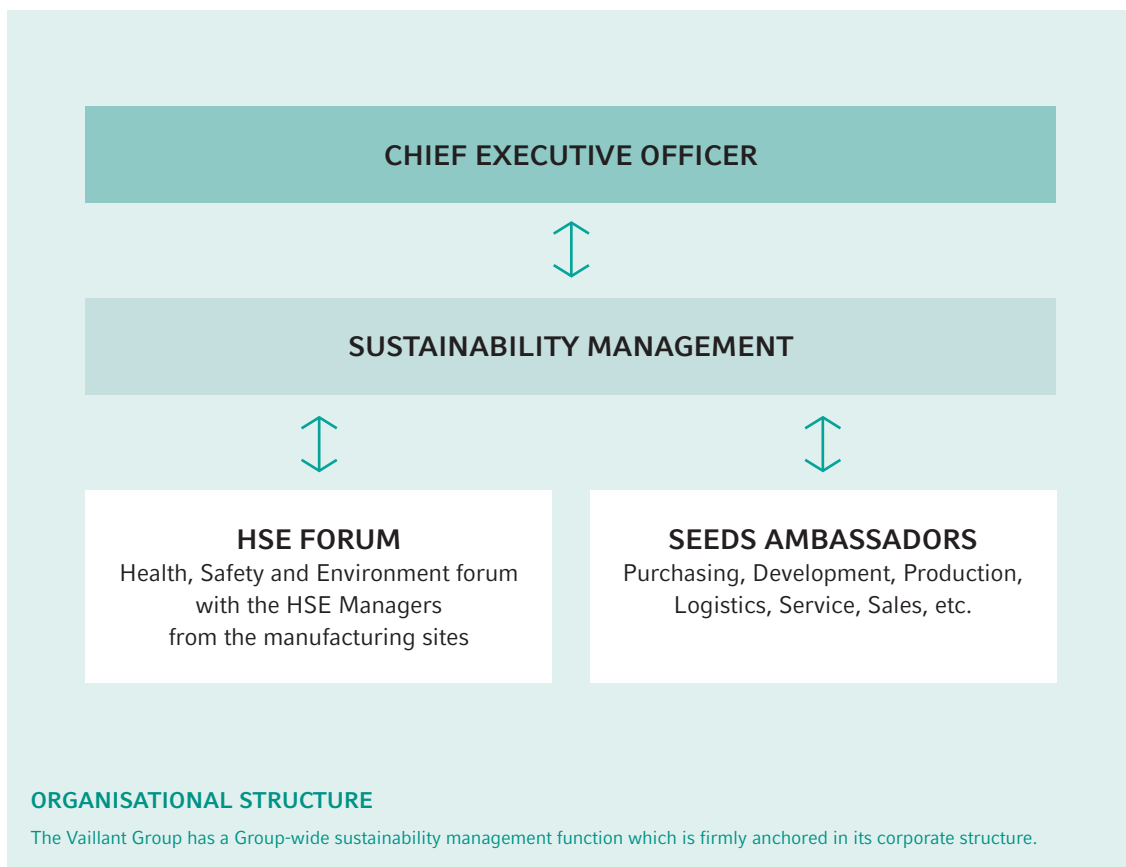 CHIEF EXECUTIVE OFFICER
SUSTAINABILITY MANAGEMENT
HSE FORUM
Health, Safety and Environment forum
with the HSE Managers
from the manufacturing sites
SEEDS AMBASSADORS
Purchasing, Development, Production,
Logistics, Service, Sales, etc.
ORGANISATIONAL STRUCTURE
The Vaillant Group has a Group-wide sustainability management function which is firmly anchored in its corporate structure.